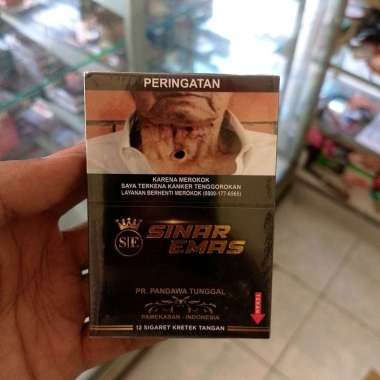 PERINGATAN
KARENA MEROKOK
SAYA TERKENA KANKER TENGGOROKAN
LAYANAN BERHENTI MEROKOK (0800-177-6565)
SE
SINAR
EMAS
PR. PANDAWA TUNGGAL
PAMEKASAN - INDONESIA
12 SIGARET KRETEK TANGAN